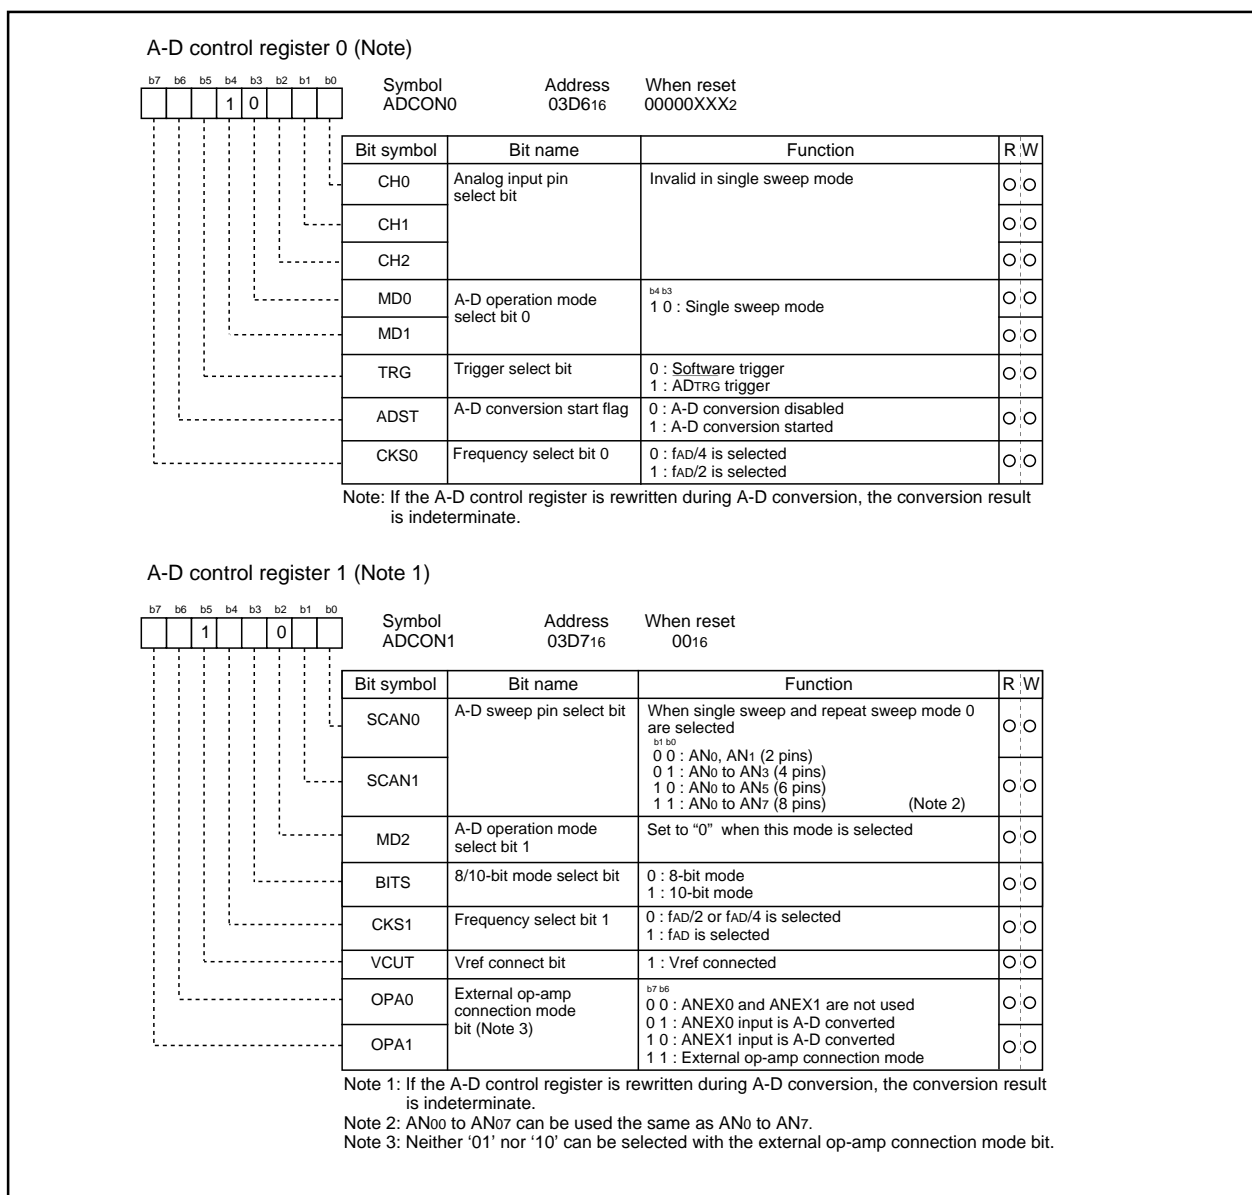 A-D control register 0 (Note)
b7 b6 b5 b4 b3 b2 b1 b0
1 0
Symbol Address When reset
ADCON0 03D616 00000XXX2
Bit symbol Bit name Function R W
CH0 Analog input pin select bit Invalid in single sweep mode
CH1
CH2
MD0 A-D operation mode select bit 0
b4 b3
1 0 : Single sweep mode
MD1
TRG Trigger select bit 0 : Software trigger
1 : ADTRG trigger
ADST A-D conversion start flag 0 : A-D conversion disabled
1 : A-D conversion started
CKS0 Frequency select bit 0 0 : fAD/4 is selected
1 : fAD/2 is selected
Note: If the A-D control register is rewritten during A-D conversion, the conversion result
is indeterminate.
A-D control register 1 (Note 1)
b7 b6 b5 b4 b3 b2 b1 b0
1 0
Symbol Address When reset
ADCON1 03D716 0016
Bit symbol Bit name Function R W
SCAN0 A-D sweep pin select bit When single sweep and repeat sweep mode 0
are selected
b1 b0
0 0 : AN0, AN1 (2 pins)
0 1 : AN0 to AN3 (4 pins)
SCAN1
1 0 : AN0 to AN5 (6 pins)
1 1 : AN0 to AN7 (8 pins) (Note 2)
MD2 A-D operation mode select bit 1 Set to “0” when this mode is selected
BITS 8/10-bit mode select bit 0 : 8-bit mode
1 : 10-bit mode
CKS1 Frequency select bit 1 0 : fAD/2 or fAD/4 is selected
1 : fAD is selected
VCUT Vref connect bit 1 : Vref connected
OPA0 External op-amp connection mode bit (Note 3)
b7 b6
0 0 : ANEX0 and ANEX1 are not used
0 1 : ANEX0 input is A-D converted
OPA1
1 0 : ANEX1 input is A-D converted
1 1 : External op-amp connection mode
Note 1: If the A-D control register is rewritten during A-D conversion, the conversion result
is indeterminate.
Note 2: AN00 to AN07 can be used the same as AN0 to AN7.
Note 3: Neither ‘01’ nor ‘10’ can be selected with the external op-amp connection mode bit.